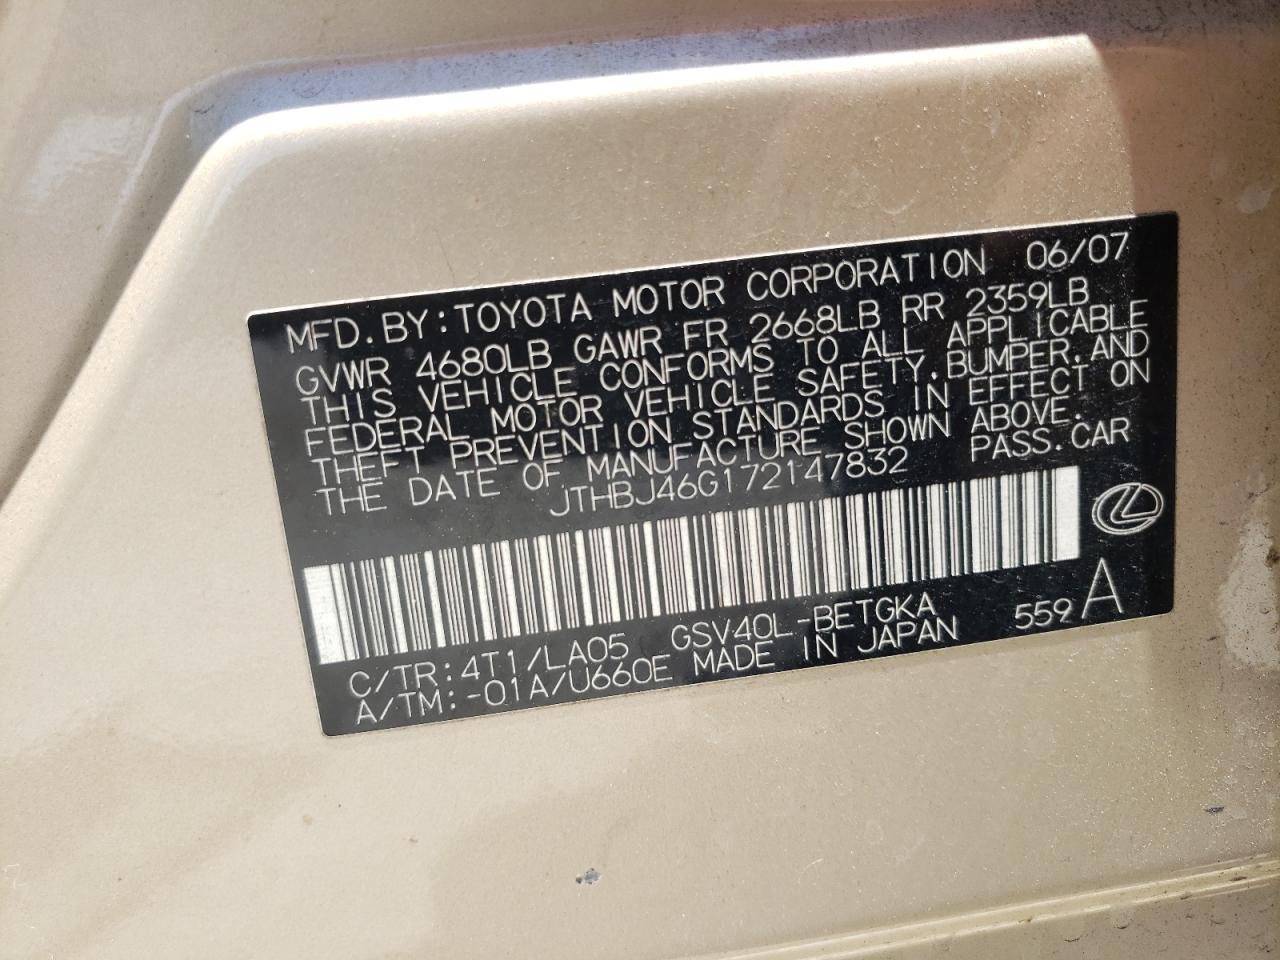 MFD. BY: TOYOTA MOTOR CORPORATION 06/07
GVWR 4680LB GAWR FR 2668LB RR 2359LB
THIS VEHICLE CONFORMS TO ALL APPLICABLE
FEDERAL MOTOR VEHICLE SAFETY, BUMPER, AND
THEFT PREVENTION STANDARDS IN EFFECT ON
THE DATE OF MANUFACTURE SHOWN ABOVE.
JTHBJ46G172147832 PASS. CAR
C/TR: 4T1/LA05 GSV40L-BETGKA 559 A
A/TM: -01A/U660E MADE IN JAPAN